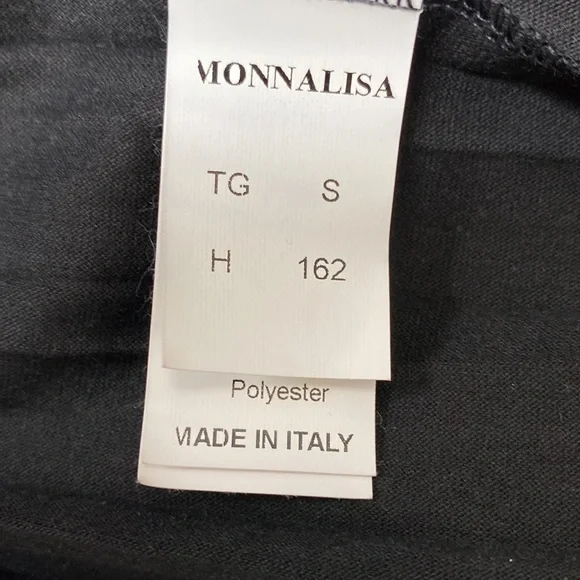 MONNALISA
TG S
H 162
Polyester
MADE IN ITALY